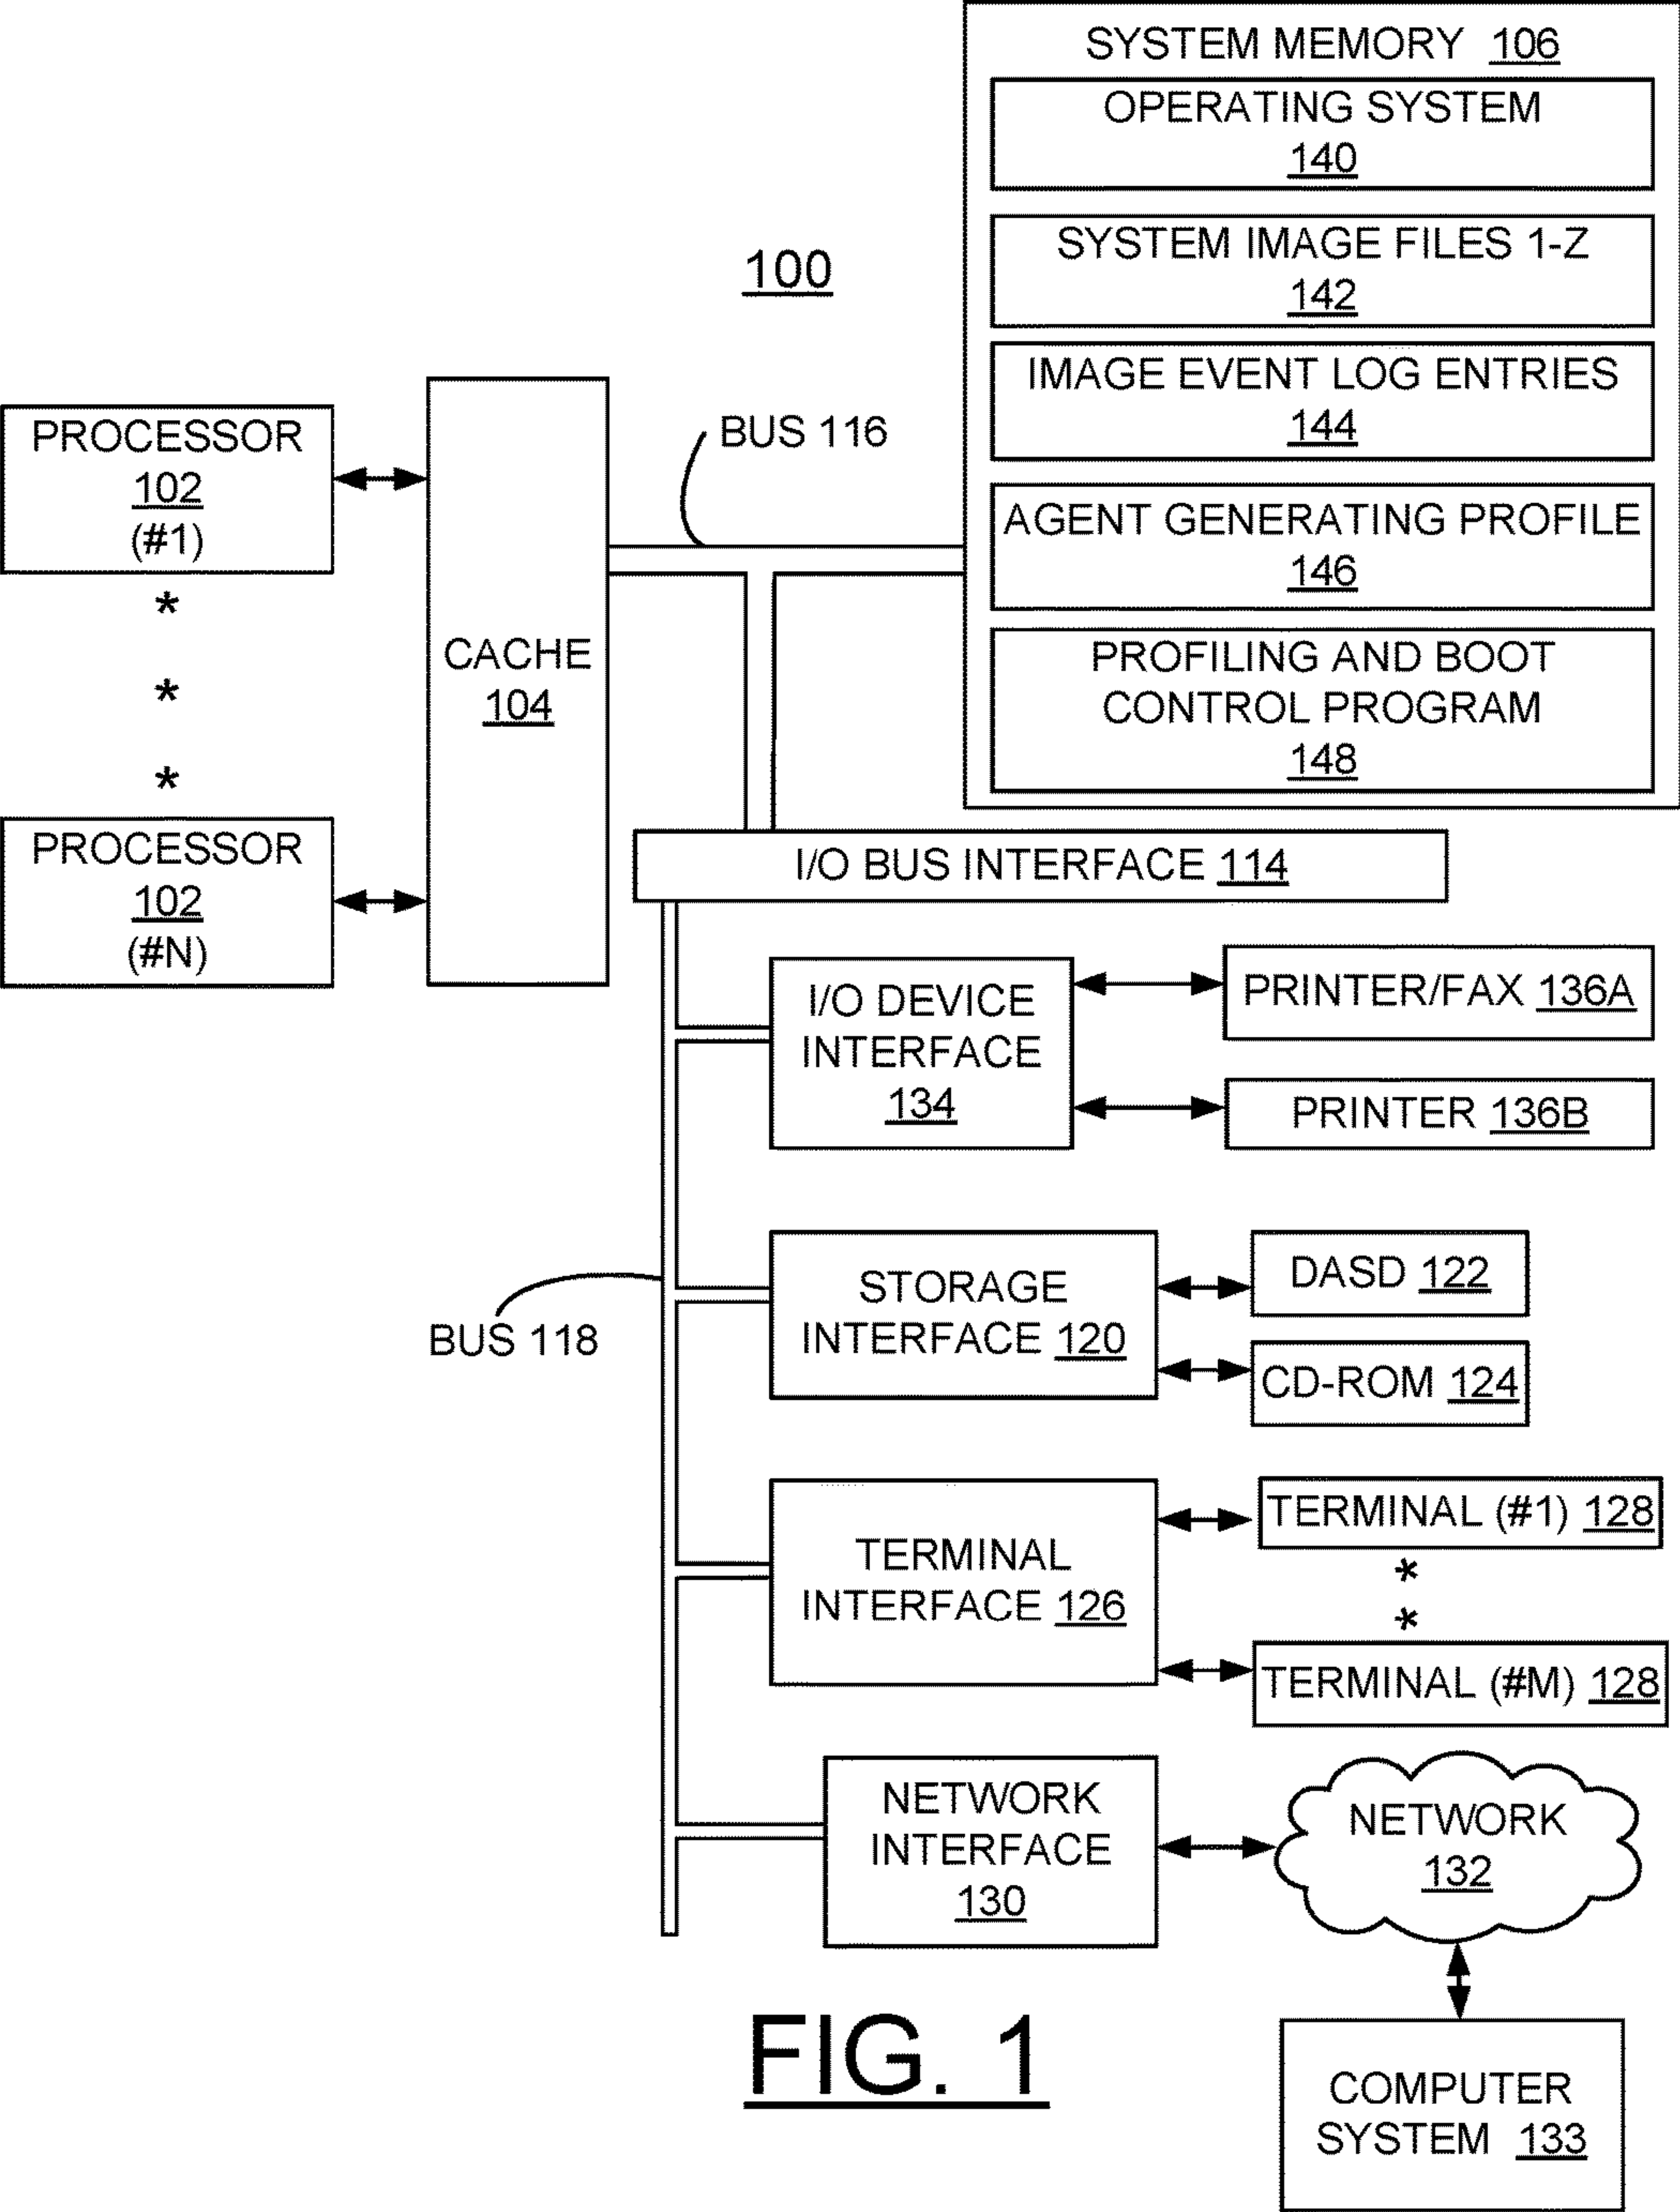 SYSTEM MEMORY 106
OPERATING SYSTEM
140
SYSTEM IMAGE FILES 1-Z
142
IMAGE EVENT LOG ENTRIES
144
AGENT GENERATING PROFILE
146
PROFILING AND BOOT
CONTROL PROGRAM
148
100
BUS 116
PROCESSOR
102
(#1)
*
*
*
PROCESSOR
102
(#N)
CACHE
104
I/O BUS INTERFACE 114
I/O DEVICE
INTERFACE
134
PRINTER/FAX 136A
PRINTER 136B
BUS 118
STORAGE
INTERFACE 120
DASD 122
CD-ROM 124
TERMINAL
INTERFACE 126
TERMINAL (#1) 128
*
*
TERMINAL (#M) 128
NETWORK
INTERFACE
130
NETWORK
132
COMPUTER
SYSTEM 133
FIG. 1